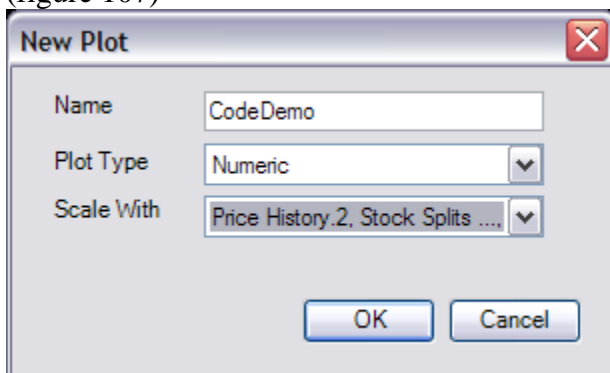 New Plot
Name CodeDemo
Plot Type Numeric
Scale With Price History.2, Stock Splits ...,
OK Cancel